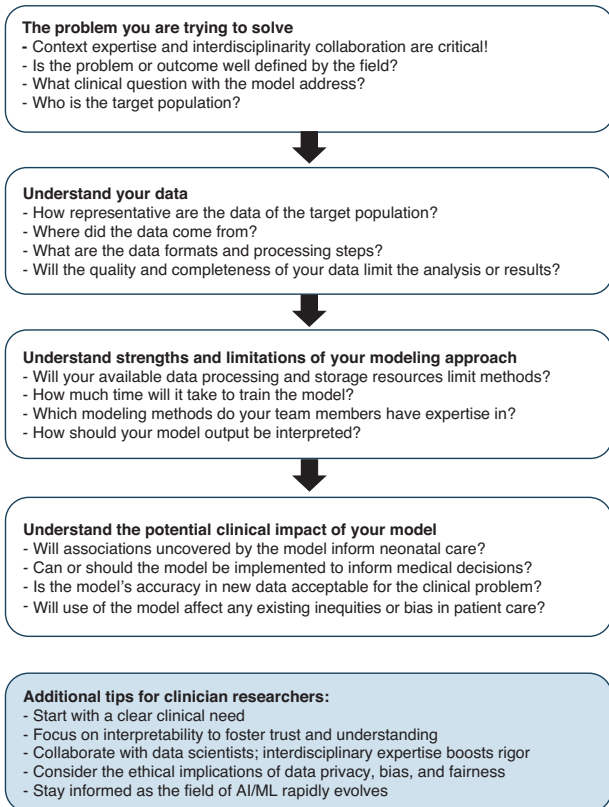 The problem you are trying to solve
- Context expertise and interdisciplinarity collaboration are critical!
- Is the problem or outcome well defined by the field?
- What clinical question with the model address?
- Who is the target population?
Understand your data
- How representative are the data of the target population?
- Where did the data come from?
- What are the data formats and processing steps?
- Will the quality and completeness of your data limit the analysis or results?
Understand strengths and limitations of your modeling approach
- Will your available data processing and storage resources limit methods?
- How much time will it take to train the model?
- Which modeling methods do your team members have expertise in?
- How should your model output be interpreted?
Understand the potential clinical impact of your model
- Will associations uncovered by the model inform neonatal care?
- Can or should the model be implemented to inform medical decisions?
- Is the model's accuracy in new data acceptable for the clinical problem?
- Will use of the model affect any existing inequities or bias in patient care?
Additional tips for clinician researchers:
- Start with a clear clinical need
- Focus on interpretability to foster trust and understanding
- Collaborate with data scientists; interdisciplinary expertise boosts rigor
- Consider the ethical implications of data privacy, bias, and fairness
- Stay informed as the field of AI/ML rapidly evolves